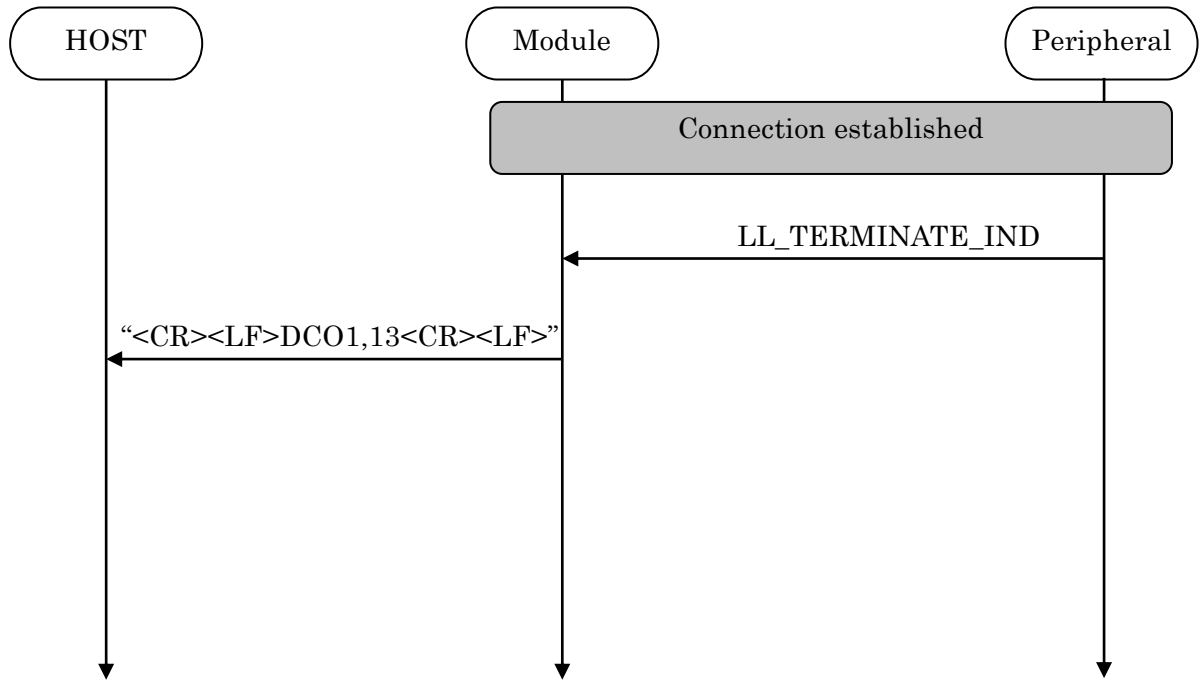 HOST
Module
Peripheral
Connection established
LL_TERMINATE_IND
“<CR><LF>DCO1,13<CR><LF>”